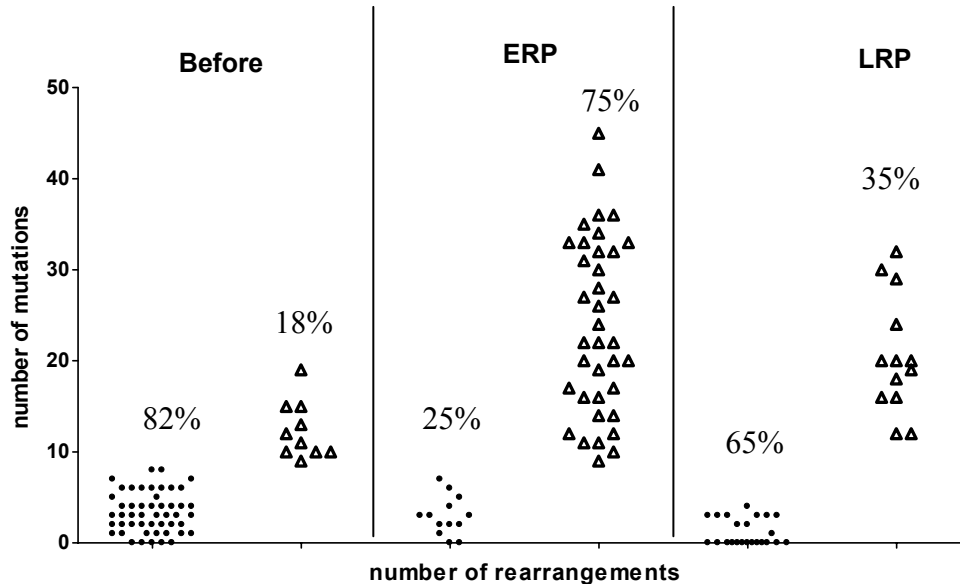 Before
ERP
LRP
50
75%
40
35%
30
18%
20
82%
25%
65%
10
0
number of mutations
number of rearrangements